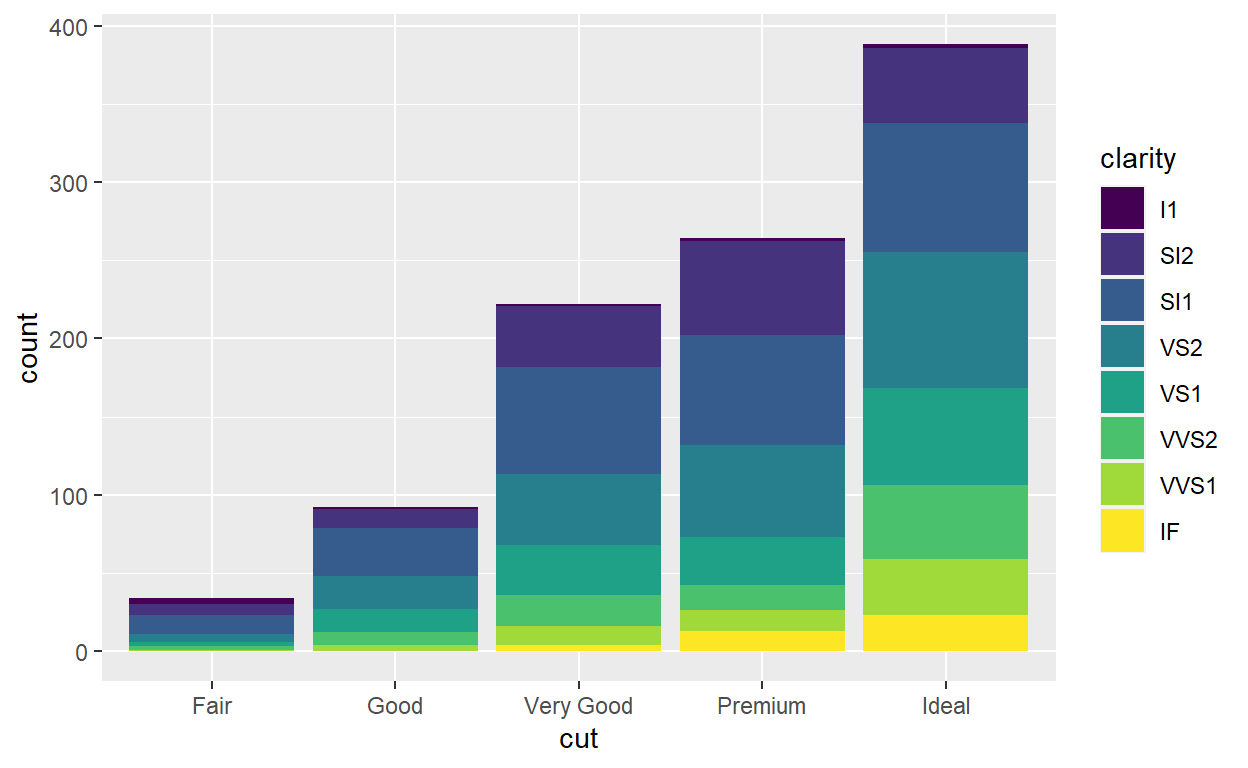 400
300
200
100
0
count
Fair
Good
Very Good
Premium
Ideal
cut
clarity
I1
SI2
SI1
VS2
VS1
VVS2
VVS1
IF